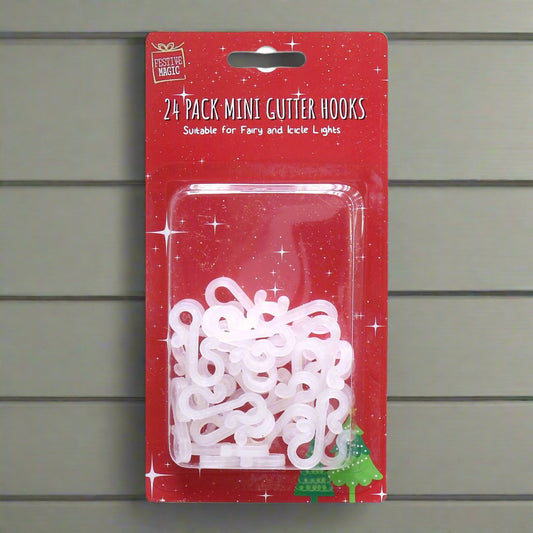 FESTIVE
MAGIC
24 PACK MINI GUTTER HOOKS
Suitable for Fairy and Icicle Lights